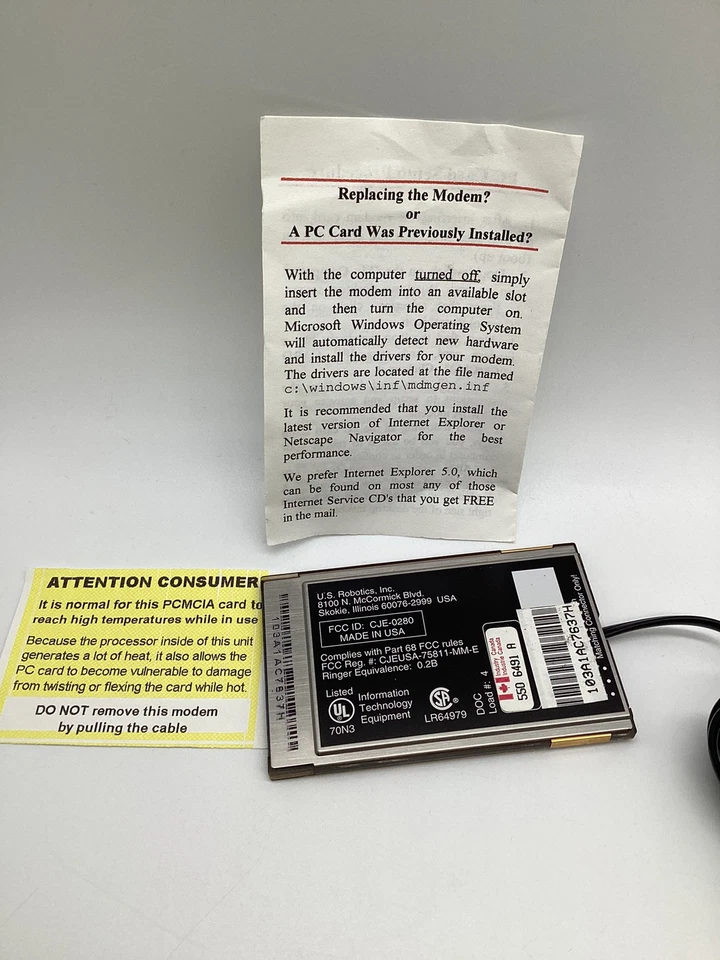 Replacing the Modem?
or
A PC Card Was Previously Installed?
With the computer turned off, simply
insert the modem into an available slot
and then turn the computer on.
Microsoft Windows Operating System
will automatically detect new hardware
and install the drivers for your modem.
The drivers are located at the file named
c:\windows\inf\mdmgen.inf
It is recommended that you install the
latest version of Internet Explorer or
Netscape Navigator for the best
performance.
We prefer Internet Explorer 5.0, which
can be found on most any of those
Internet Service CD's that you get FREE
in the mail.
ATTENTION CONSUMER
It is normal for this PCMCIA card to
reach high temperatures while in use
Because the processor inside of this unit
generates a lot of heat, it also allows the
PC card to become vulnerable to damage
from twisting or flexing the card while hot.
DO NOT remove this modem
by pulling the cable
103A1AC7637H
U.S. Robotics, Inc.
8100 N. McCormick Blvd.
Skokie, Illinois 60076-2999 USA
FCC ID: CJE-0280
MADE IN USA
Complies with Part 68 FCC rules
FCC Reg. #: CJEUSA-75811-MM-E
Ringer Equivalence: 0.2B
Listed
UL
70N3
Information
Technology
Equipment
SA
LR64979
DOC
Load #: 4
Industry Canada
Industrie Canada
550 6491 A
103A1AC7637H
Matching Connector Only!